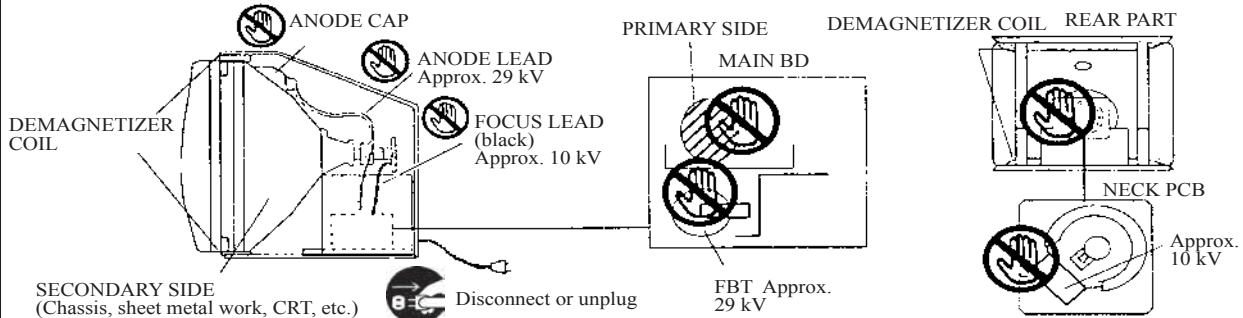 ANODE CAP
ANODE LEAD
Approx. 29 kV
FOCUS LEAD
(black)
Approx. 10 kV
DEMAGNETIZER
COIL
SECONDARY SIDE
(Chassis, sheet metal work, CRT, etc.)
Disconnect or unplug
PRIMARY SIDE
MAIN BD
FBT Approx.
29 kV
DEMAGNETIZER COIL
REAR PART
NECK PCB
Approx.
10 kV